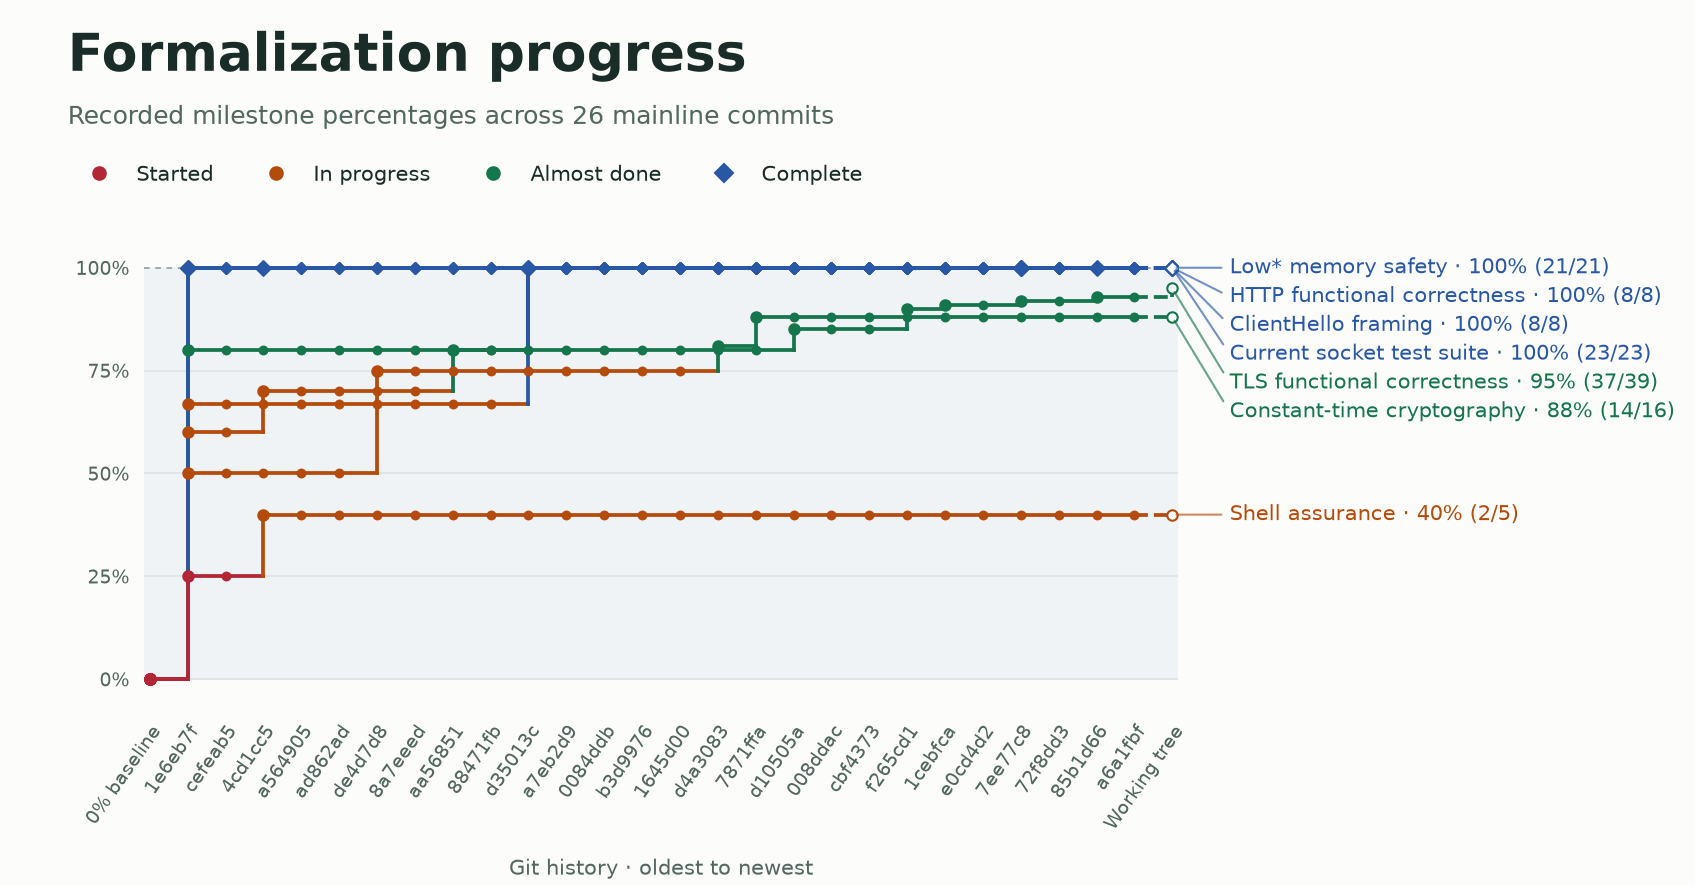 Formalization progress
Recorded milestone percentages across 26 mainline commits
Started
In progress
Almost done
Complete
100%
75%
50%
25%
0%
Low* memory safety · 100% (21/21)
HTTP functional correctness · 100% (8/8)
ClientHello framing · 100% (8/8)
Current socket test suite · 100% (23/23)
TLS functional correctness · 95% (37/39)
Constant-time cryptography · 88% (14/16)
Shell assurance · 40% (2/5)
0% baseline
1e6eb7f
cefeab5
4cd1cc5
a564905
ad862ad
de4d7d8
8a7eeed
aa56851
88471fb
d35013c
a7eb2d9
0084ddb
b3d9976
1645d00
d4a3083
7871ffa
d10505a
008ddac
cbf4373
f265cd1
1cebfca
e0cd4d2
7ee77c8
72f8dd3
85b1d66
a6a1fbf
Working tree
Git history · oldest to newest